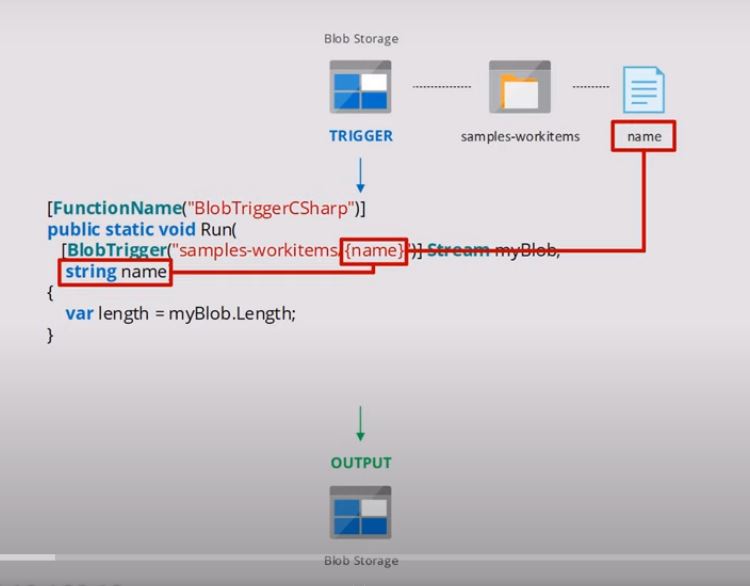 Blob Storage
TRIGGER
samples-workitems
name
[FunctionName("BlobTriggerCSharp")]
public static void Run(
[BlobTrigger("samples-workitems/{name}")] Stream myBlob,
string name
{
var length = myBlob.Length;
}
OUTPUT
Blob Storage